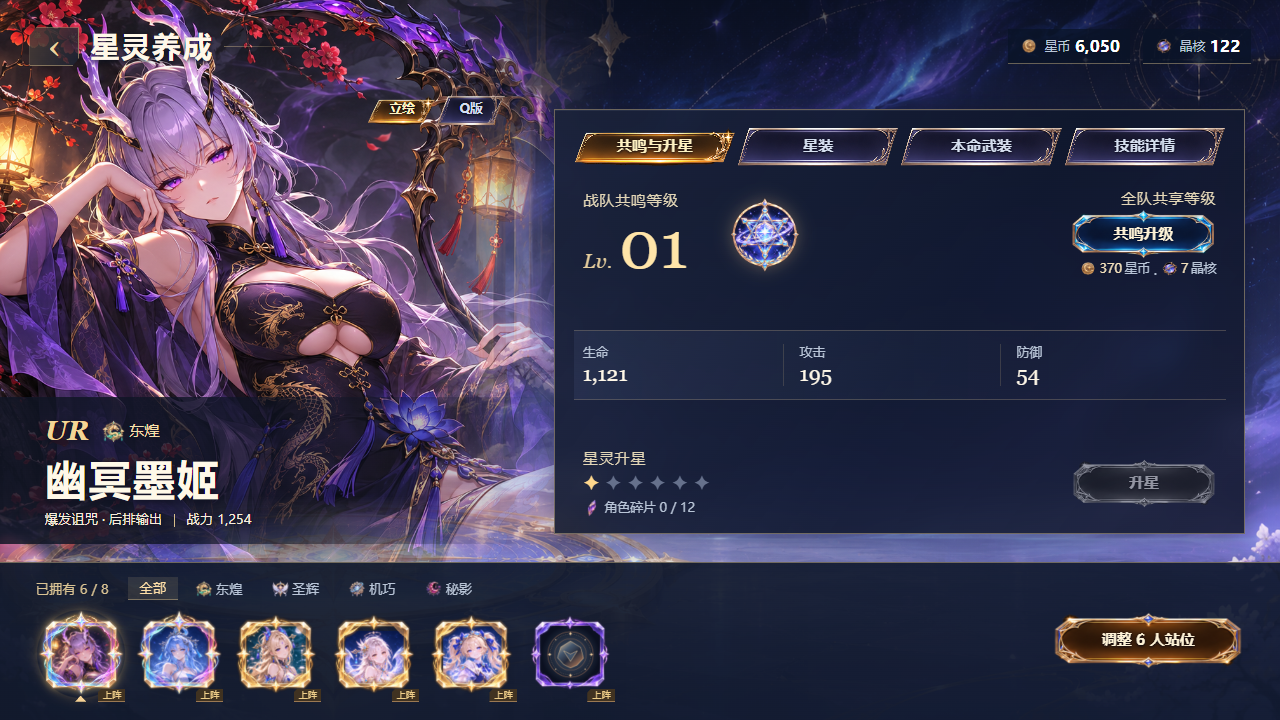 星灵养成
星币 6,050
晶核 122
立绘
Q版
共鸣与升星
星装
本命武装
技能详情
战队共鸣等级
Lv. 01
全队共享等级
共鸣升级
370 星币 . 7 晶核
生命
1,121
攻击
195
防御
54
UR 东煌
幽冥墨姬
爆发诅咒 · 后排输出 | 战力 1,254
星灵升星
角色碎片 0 / 12
升星
已拥有 6 / 8
全部
东煌
圣辉
机巧
秘影
上阵
上阵
上阵
上阵
上阵
上阵
调整 6 人站位